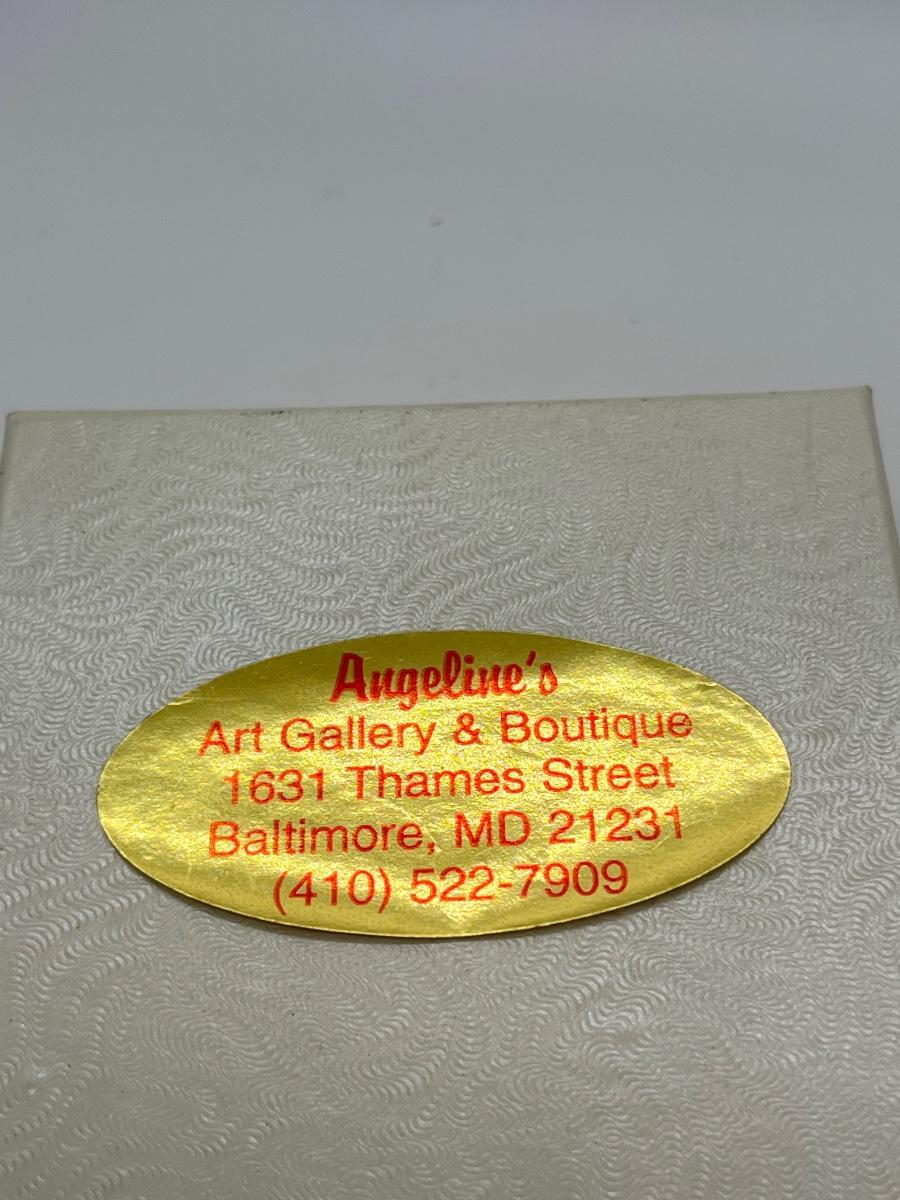 Angeline's
Art Gallery & Boutique
1631 Thames Street
Baltimore, MD 21231
(410) 522-7909